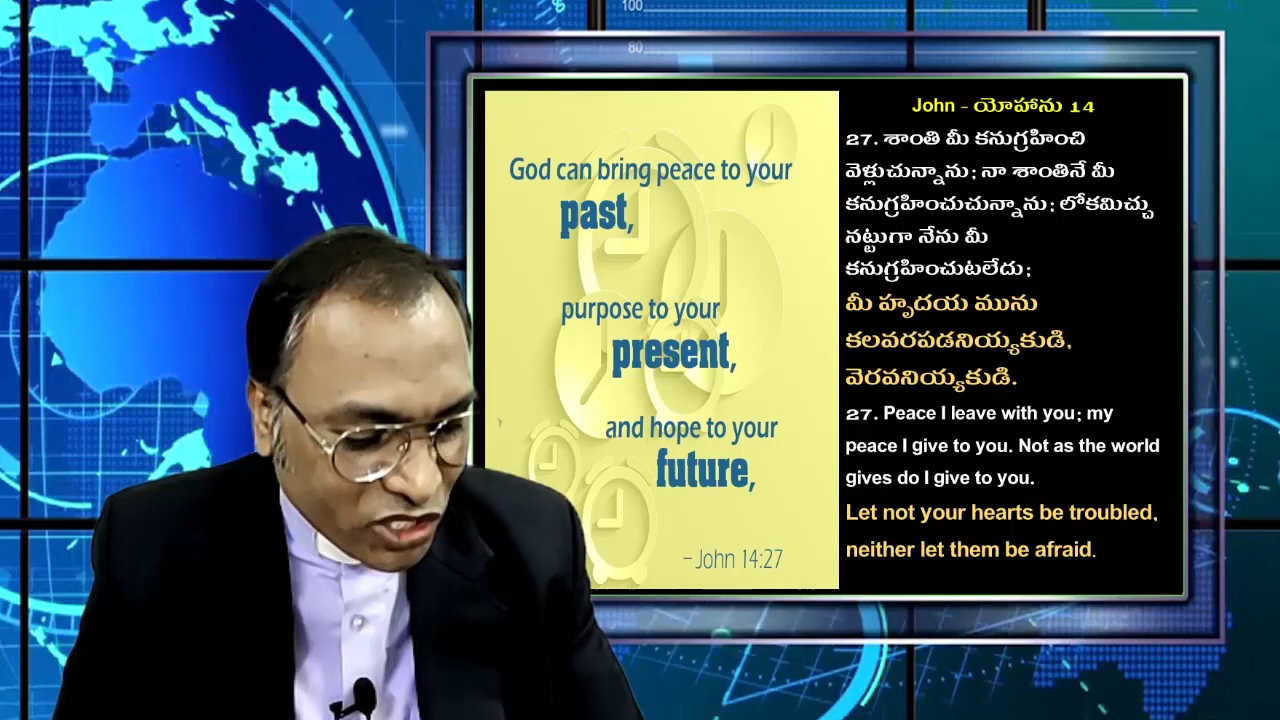 100
80
God can bring peace to your
past,
purpose to your
present,
and hope to your
future,
– John 14:27
John - యోహాను 14
27. శాంతి మీ కనుగ్రహించి
వెళ్లుచున్నాను; నా శాంతినే మీ
కనుగ్రహించుచున్నాను; లోకమిచ్చు
నట్టుగా నేను మీ
కనుగ్రహించుటలేదు;
మీ హృదయ మును
కలవరపడనియ్యకుడి,
వెరవనియ్యకుడి.
27. Peace I leave with you; my
peace I give to you. Not as the world
gives do I give to you.
Let not your hearts be troubled,
neither let them be afraid.